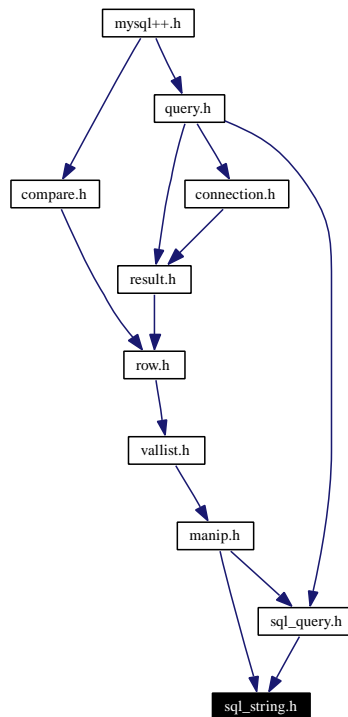 mysql++.h
query.h
compare.h
connection.h
result.h
row.h
vallist.h
manip.h
sql_query.h
sql_string.h